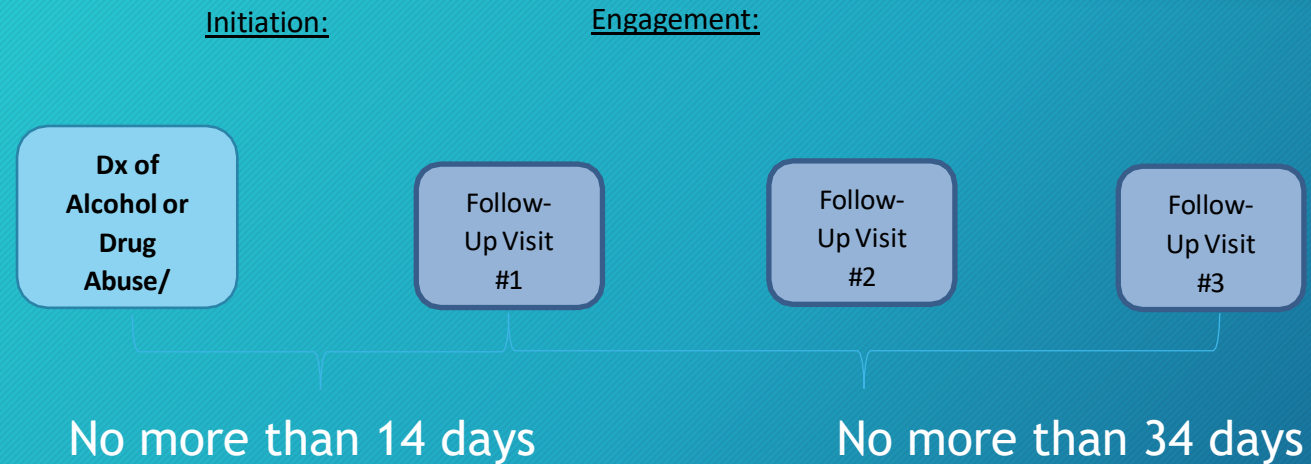 Initiation:
Engagement:
Dx of
Alcohol or
Drug
Abuse/
Follow-
Up Visit
#1
Follow-
Up Visit
#2
Follow-
Up Visit
#3
No more than 14 days
No more than 34 days